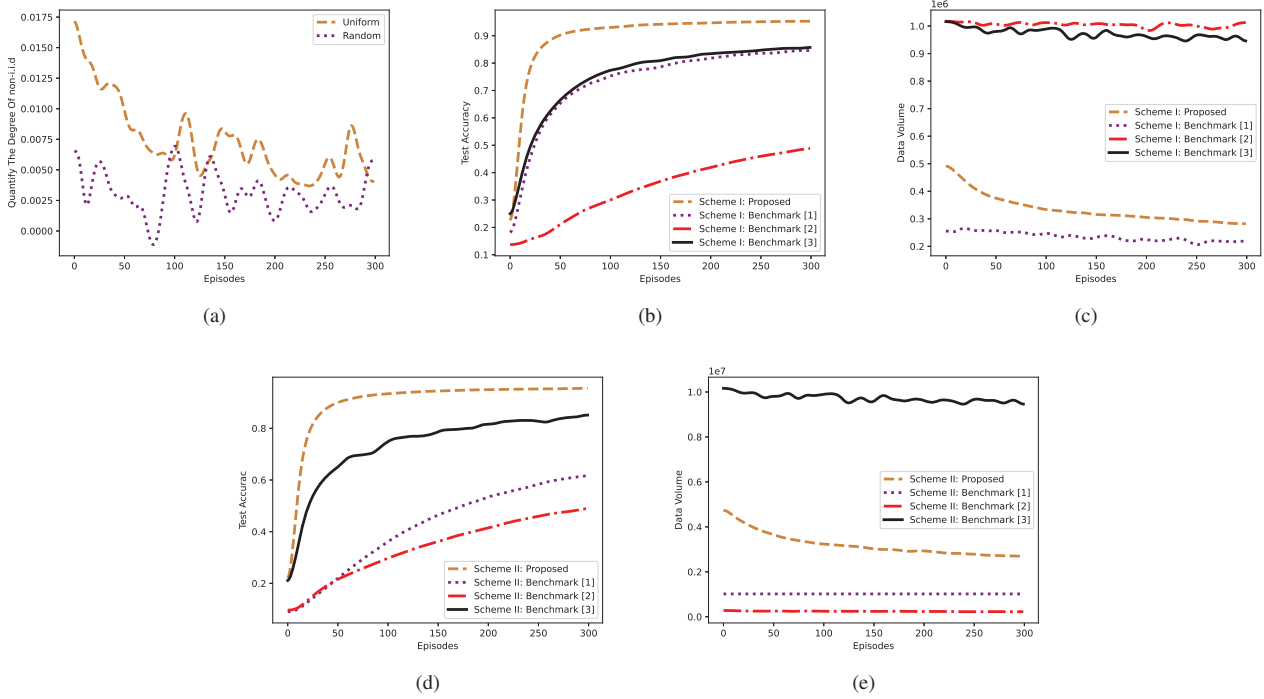 0.0175
0.0150
0.0125
0.0100
0.0075
0.0050
0.0025
0.0000
Quantify The Degree Of non-i.i.d
0 50 100 150 200 250 300
Episodes
Uniform
Random
(a)
0.9
0.8
0.7
0.6
0.5
0.4
0.3
0.2
0.1
Test Accuracy
0 50 100 150 200 250 300
Episodes
Scheme I: Proposed
Scheme I: Benchmark [1]
Scheme I: Benchmark [2]
Scheme I: Benchmark [3]
(b)
1e6
1.0
0.9
0.8
0.7
0.6
0.5
0.4
0.3
0.2
Data Volume
0 50 100 150 200 250 300
Episodes
Scheme I: Proposed
Scheme I: Benchmark [1]
Scheme I: Benchmark [2]
Scheme I: Benchmark [3]
(c)
0.8
0.6
0.4
0.2
Test Accurac
0 50 100 150 200 250 300
Episodes
Scheme II: Proposed
Scheme II: Benchmark [1]
Scheme II: Benchmark [2]
Scheme II: Benchmark [3]
(d)
1e7
1.0
0.8
0.6
0.4
0.2
0.0
Data Volume
0 50 100 150 200 250 300
Episodes
Scheme II: Proposed
Scheme II: Benchmark [1]
Scheme II: Benchmark [2]
Scheme II: Benchmark [3]
(e)